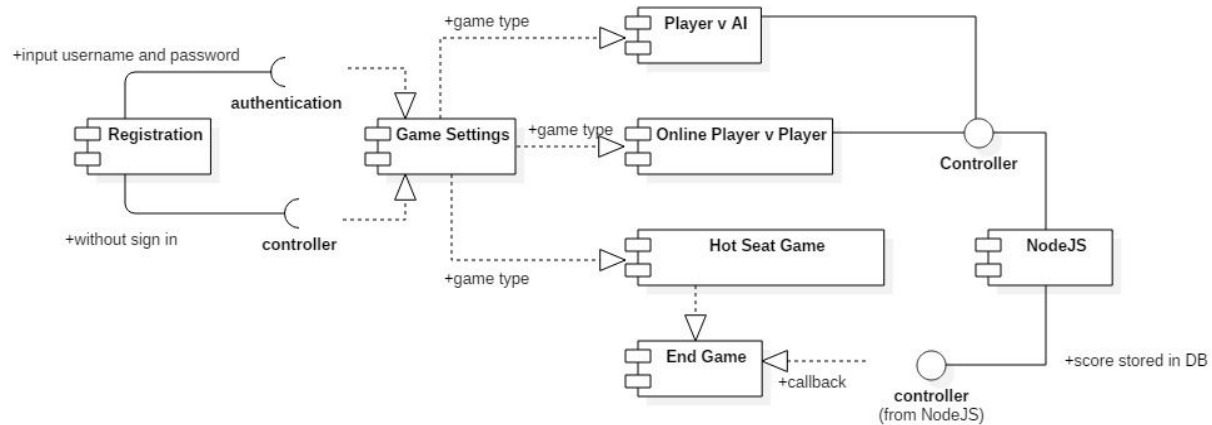 +game type
Player v AI
+input username and password
authentication
Registration
Game Settings
+game type
Online Player v Player
Controller
+without sign in
controller
+game type
Hot Seat Game
NodeJS
End Game
+callback
controller
(from NodeJS)
+score stored in DB